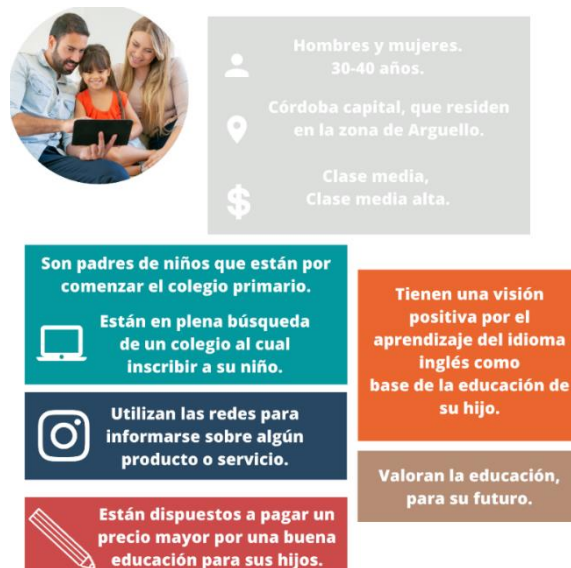 Hombres y mujeres.
30-40 años.
Córdoba capital, que residen
en la zona de Arguello.
Clase media,
Clase media alta.
Son padres de niños que están por
comenzar el colegio primario.
Están en plena búsqueda
de un colegio al cual
inscribir a su niño.
Utilizan las redes para
informarse sobre algún
producto o servicio.
Están dispuestos a pagar un
precio mayor por una buena
educación para sus hijos.
Tienen una visión
positiva por el
aprendizaje del idioma
inglés como
base de la educación de
su hijo.
Valoran la educación,
para su futuro.